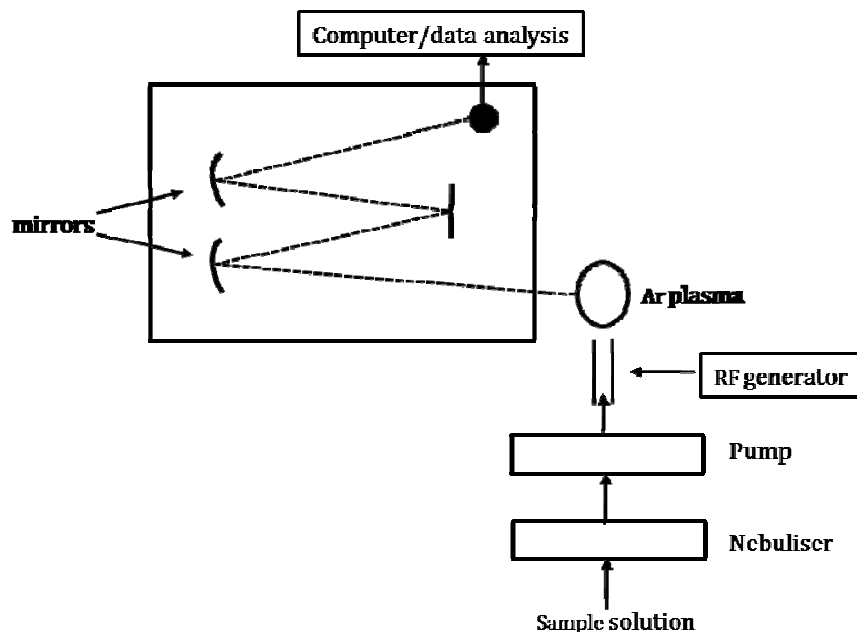 Computer/data analysis
mirrors
Ar plasma
RF generator
Pump
Nebuliser
Sample solution